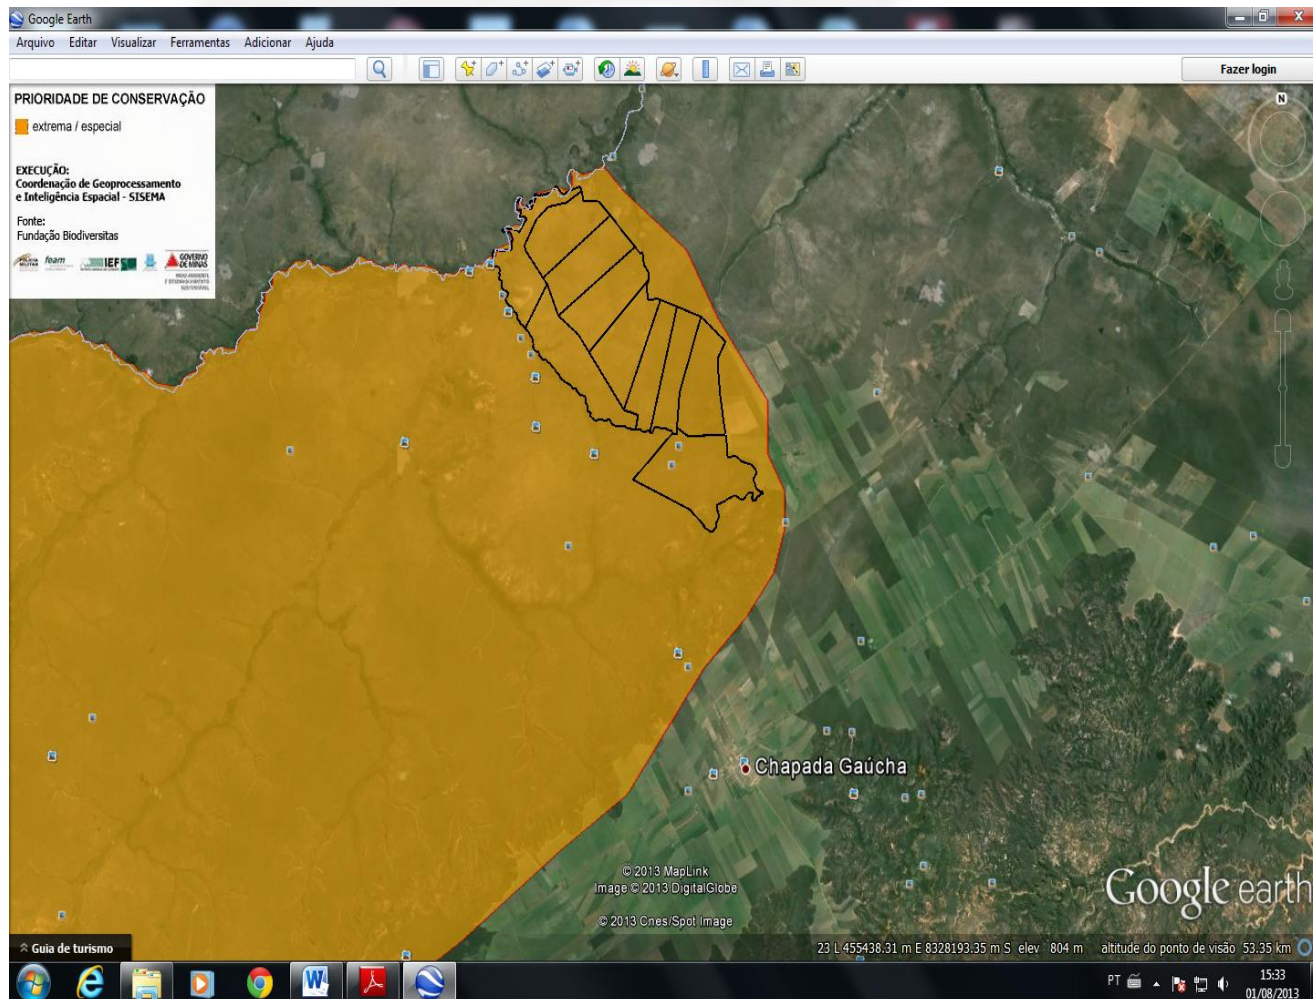 Google Earth
Arquivo Editar Visualizar Ferramentas Adicionar Ajuda
Fazer login
PRIORIDADE DE CONSERVAÇÃO
extrema / especial
EXECUÇÃO:
Coordenação de Geoprocessamento
e Inteligência Espacial - SISEMA
Fonte:
Fundação Biodiversitas
feam
IEF
GOVERNO
DE MINAS
N
Chapada Gaúcha
© 2013 MapLink
Image © 2013 DigitalGlobe
© 2013 Cnes/Spot Image
Google earth
Guia de turismo
23 L 455438.31 m E 8328193.35 m S elev 804 m altitude do ponto de visão 53.35 km
PT
15:33
01/08/2013